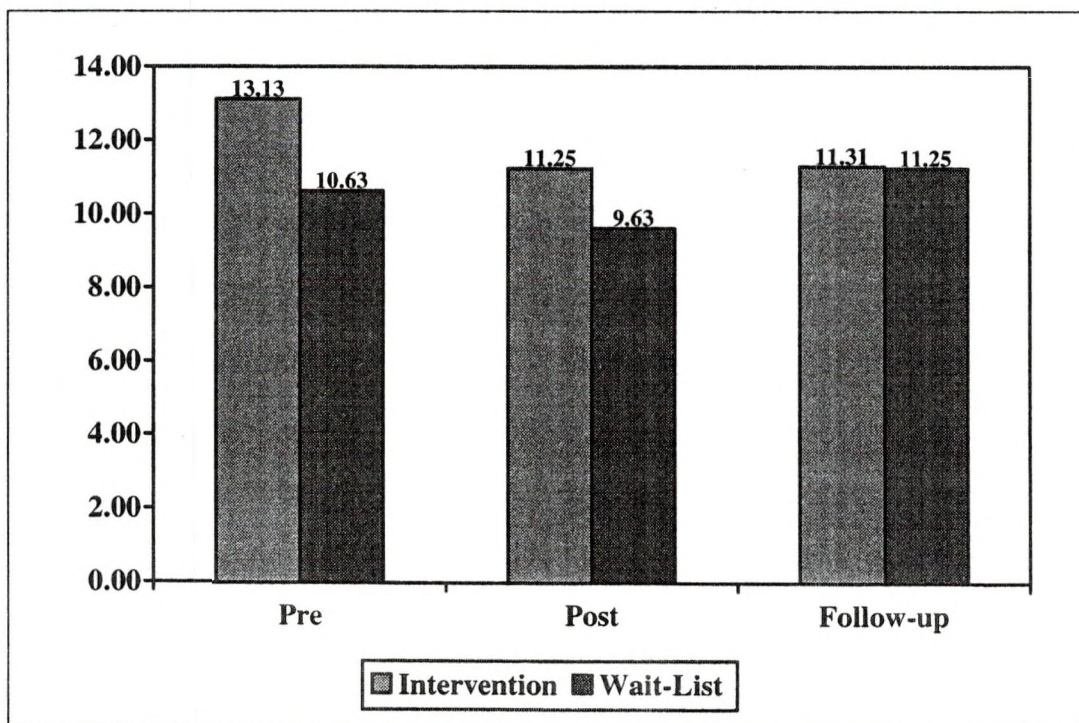 14.00
13.13
12.00
11.25
11.31
11.25
10.63
10.00
9.63
8.00
6.00
4.00
2.00
0.00
Pre
Post
Follow-up
Intervention
Wait-List